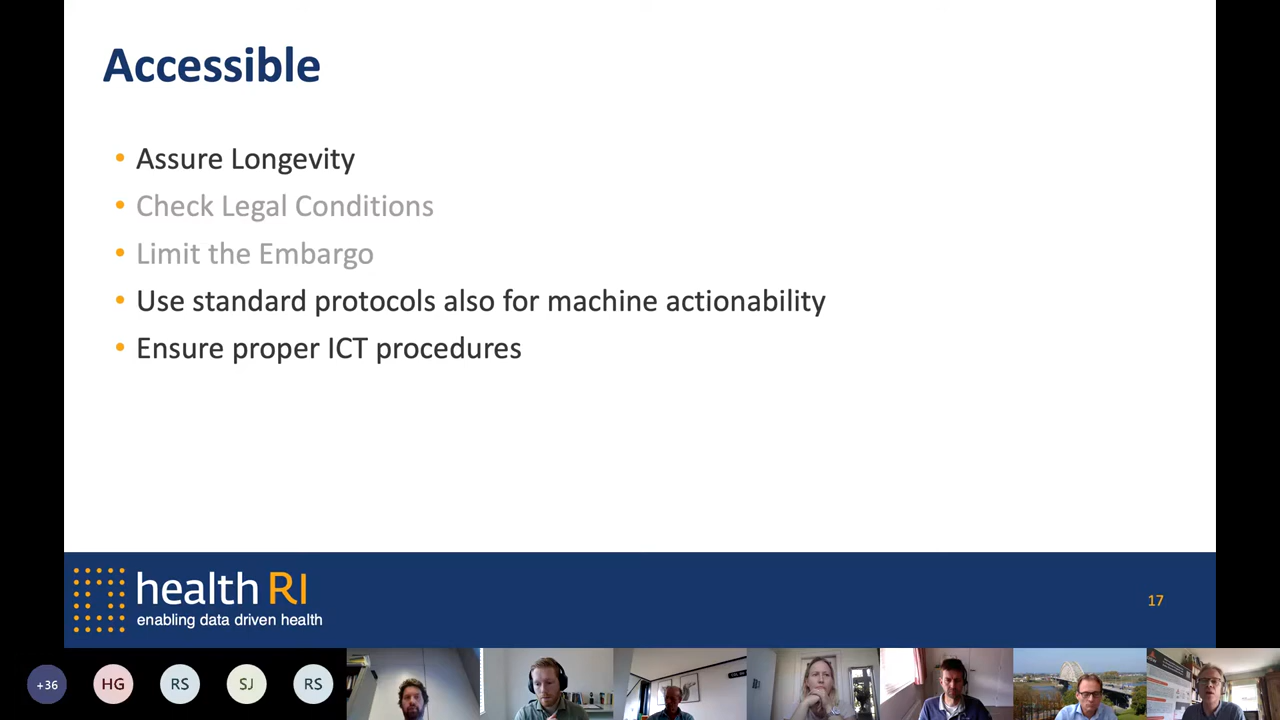 Accessible
• Assure Longevity
• Check Legal Conditions
• Limit the Embargo
• Use standard protocols also for machine actionability
• Ensure proper ICT procedures
health RI
enabling data driven health
17
+36
HG
RS
SJ
RS